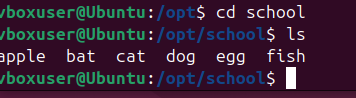 vboxuser@Ubuntu:/opt$ cd school
vboxuser@Ubuntu:/opt/school$ ls
apple  bat  cat  dog  egg  fish
vboxuser@Ubuntu:/opt/school$